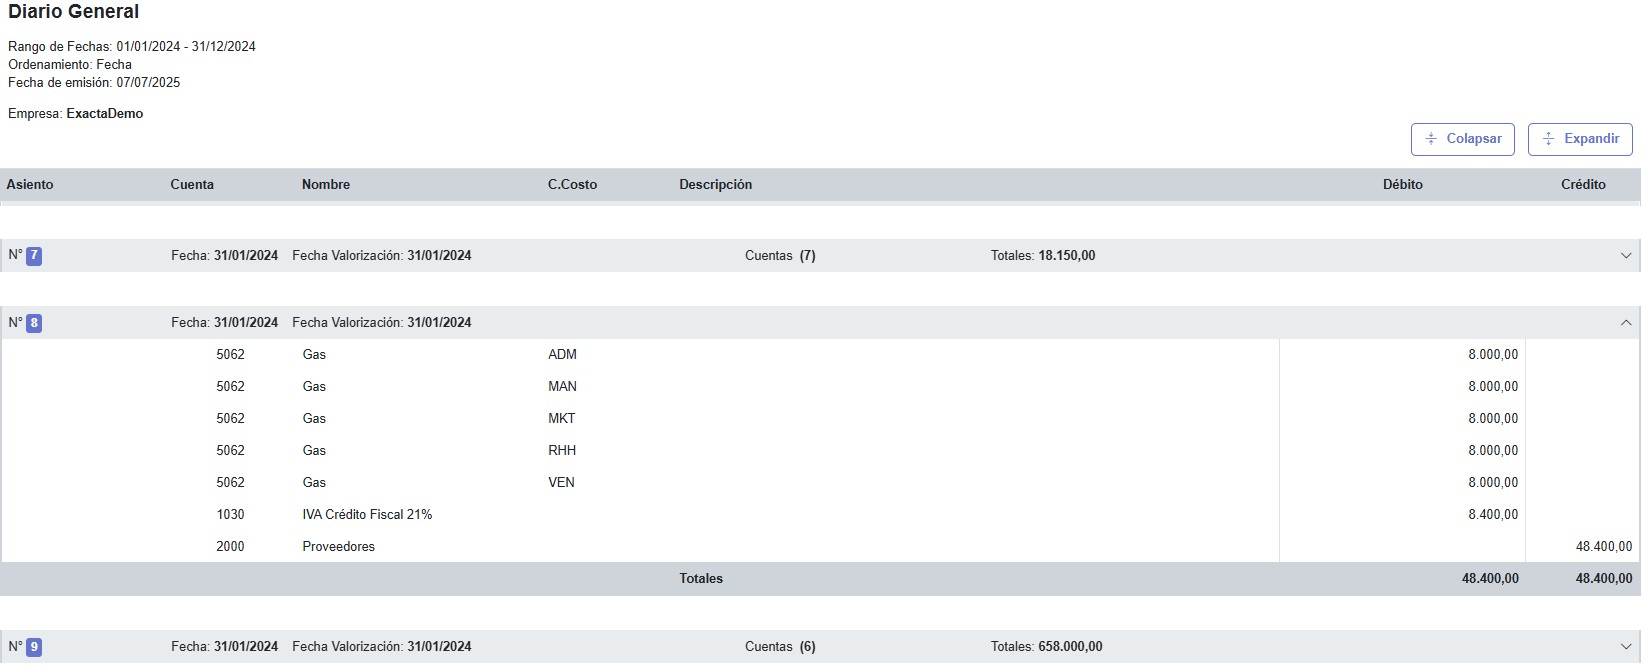 Diario General
Rango de Fechas: 01/01/2024 - 31/12/2024
Ordenamiento: Fecha
Fecha de emisión: 07/07/2025
Empresa: ExactaDemo
Colapsar Expandir
Asiento Cuenta Nombre C.Costo Descripción Débito Crédito
N° 7 Fecha: 31/01/2024 Fecha Valorización: 31/01/2024 Cuentas (7) Totales: 18.150,00
N° 8 Fecha: 31/01/2024 Fecha Valorización: 31/01/2024
5062 Gas ADM 8.000,00
5062 Gas MAN 8.000,00
5062 Gas MKT 8.000,00
5062 Gas RHH 8.000,00
5062 Gas VEN 8.000,00
1030 IVA Crédito Fiscal 21% 8.400,00
2000 Proveedores 48.400,00
Totales 48.400,00 48.400,00
N° 9 Fecha: 31/01/2024 Fecha Valorización: 31/01/2024 Cuentas (6) Totales: 658.000,00